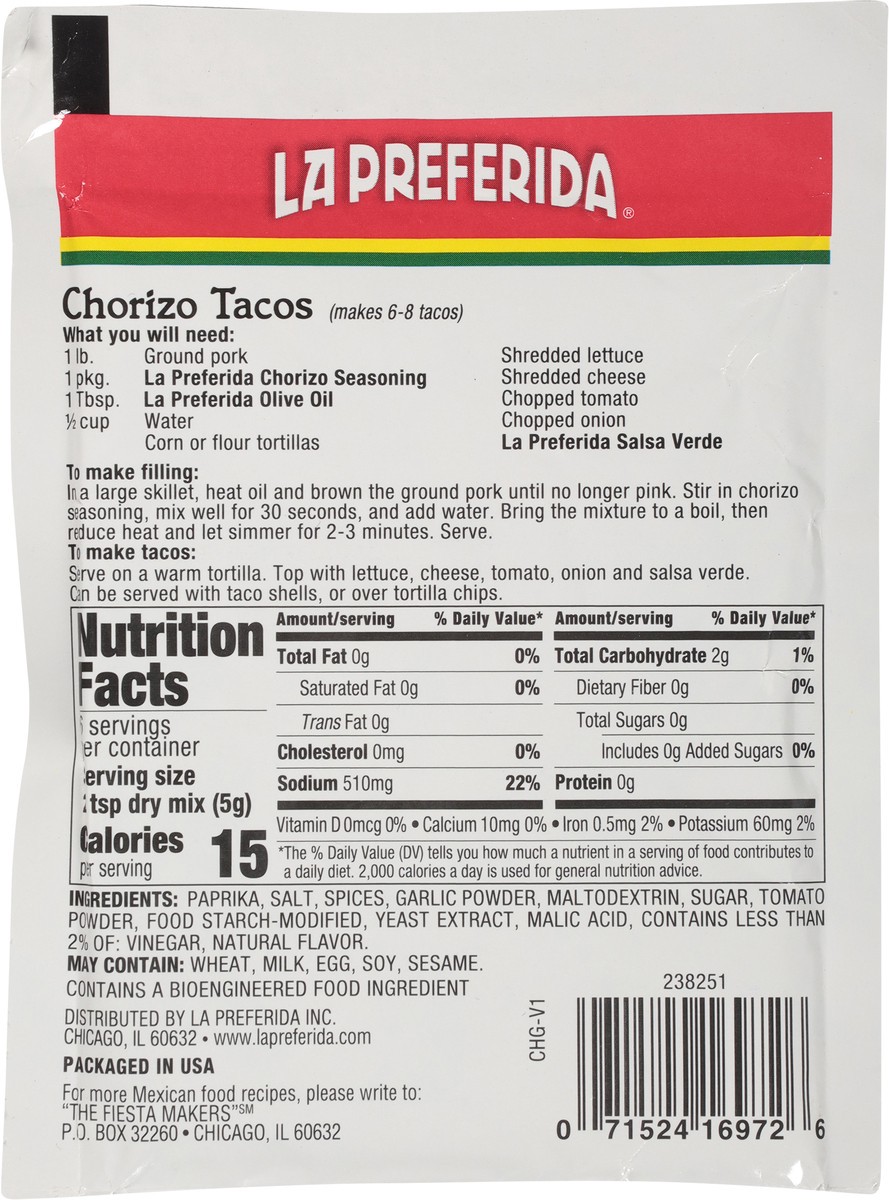 LA PREFERIDA®
Chorizo Tacos (makes 6-8 tacos)
What you will need:
1 lb. Ground pork
1 pkg. La Preferida Chorizo Seasoning
1 Tbsp. La Preferida Olive Oil
½ cup Water
Corn or flour tortillas
Shredded lettuce
Shredded cheese
Chopped tomato
Chopped onion
La Preferida Salsa Verde
To make filling:
In a large skillet, heat oil and brown the ground pork until no longer pink. Stir in chorizo
seasoning, mix well for 30 seconds, and add water. Bring the mixture to a boil, then
reduce heat and let simmer for 2-3 minutes. Serve.
To make tacos:
Serve on a warm tortilla. Top with lettuce, cheese, tomato, onion and salsa verde.
Can be served with taco shells, or over tortilla chips.
Nutrition
Facts
servings
per container
Serving size
tsp dry mix (5g)
Calories 15
per serving
Amount/serving % Daily Value*
Total Fat 0g 0%
Saturated Fat 0g 0%
Trans Fat 0g
Cholesterol 0mg 0%
Sodium 510mg 22%
Amount/serving % Daily Value*
Total Carbohydrate 2g 1%
Dietary Fiber 0g 0%
Total Sugars 0g
Includes 0g Added Sugars 0%
Protein 0g
Vitamin D 0mcg 0% • Calcium 10mg 0% • Iron 0.5mg 2% • Potassium 60mg 2%
*The % Daily Value (DV) tells you how much a nutrient in a serving of food contributes to
a daily diet. 2,000 calories a day is used for general nutrition advice.
INGREDIENTS: PAPRIKA, SALT, SPICES, GARLIC POWDER, MALTODEXTRIN, SUGAR, TOMATO
POWDER, FOOD STARCH-MODIFIED, YEAST EXTRACT, MALIC ACID, CONTAINS LESS THAN
2% OF: VINEGAR, NATURAL FLAVOR.
MAY CONTAIN: WHEAT, MILK, EGG, SOY, SESAME.
CONTAINS A BIOENGINEERED FOOD INGREDIENT
DISTRIBUTED BY LA PREFERIDA INC.
CHICAGO, IL 60632 • www.lapreferida.com
PACKAGED IN USA
For more Mexican food recipes, please write to:
"THE FIESTA MAKERS"℠
P.O. BOX 32260 • CHICAGO, IL 60632
CHG-V1
238251
0 71524 16972 6